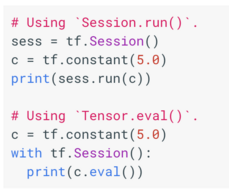 # Using `Session.run()`.
sess = tf.Session()
c = tf.constant(5.0)
print(sess.run(c))

# Using `Tensor.eval()`.
c = tf.constant(5.0)
with tf.Session():
  print(c.eval())